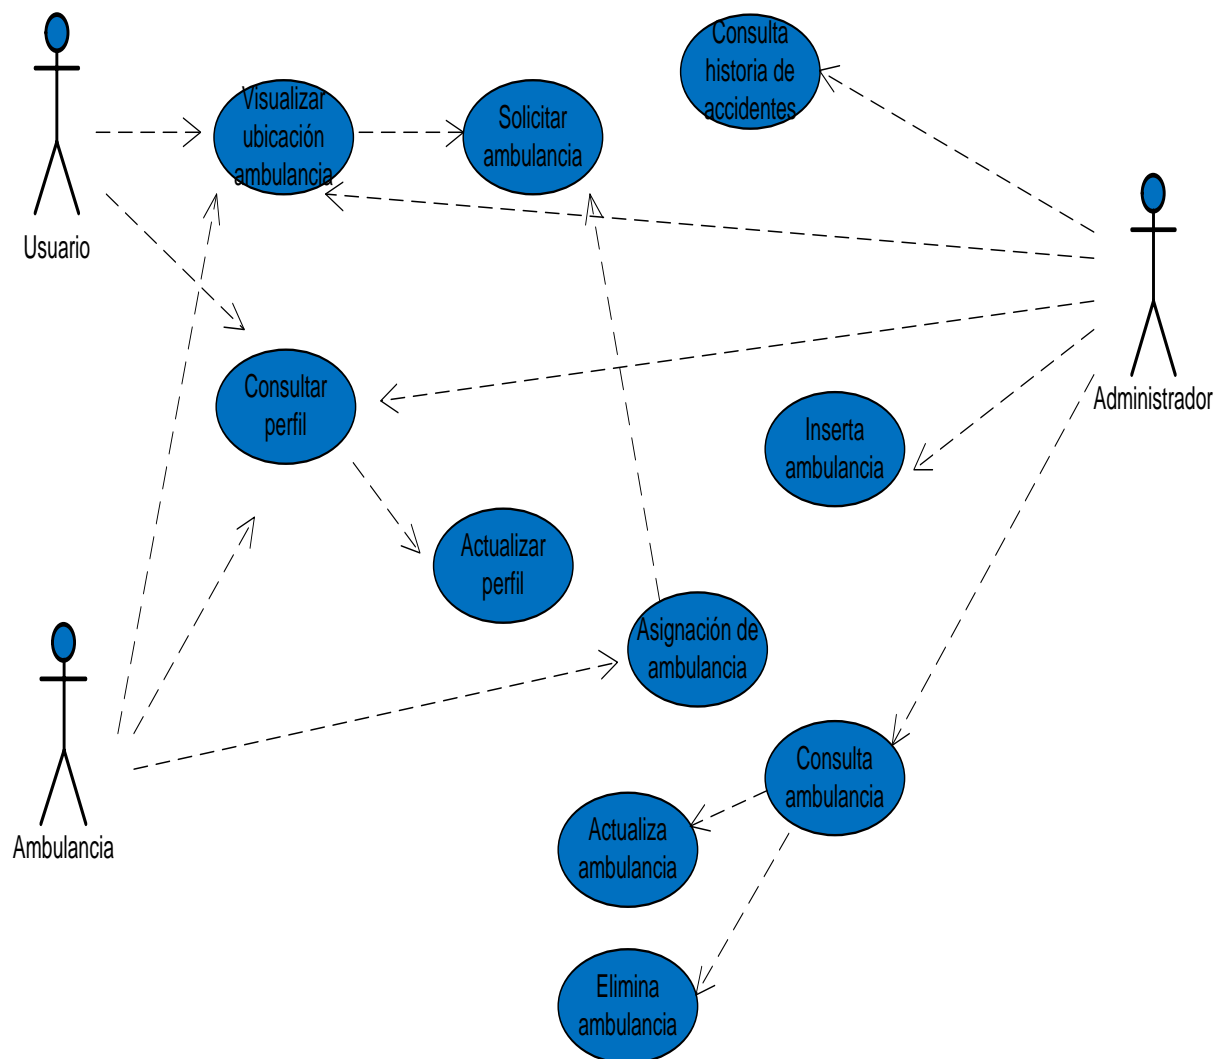 Consulta
historia de
accidentes
Visualizar
ubicación
ambulancia
Solicitar
ambulancia
Usuario
Administrador
Consultar
perfil
Inserta
ambulancia
Actualizar
perfil
Asignación de
ambulancia
Consulta
ambulancia
Ambulancia
Actualiza
ambulancia
Elimina
ambulancia